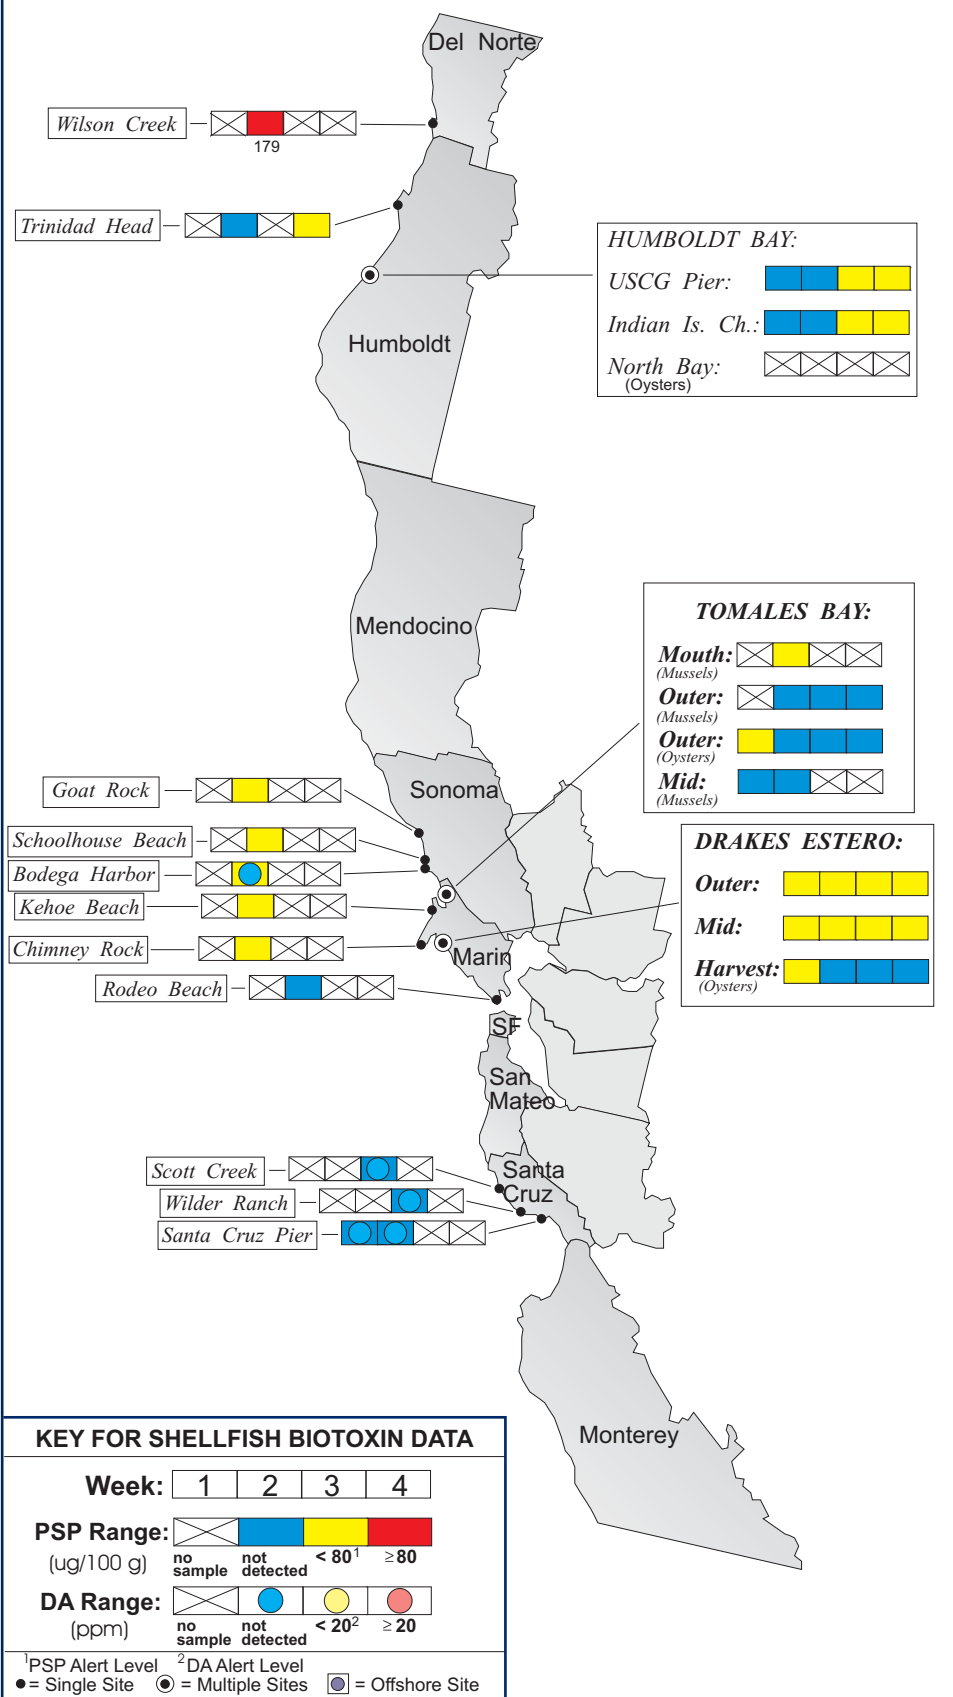 Del Norte
Wilson Creek
179
Trinidad Head
HUMBOLDT BAY:
USCG Pier:
Indian Is. Ch.:
North Bay:
(Oysters)
Humboldt
Mendocino
TOMALES BAY:
Mouth:
(Mussels)
Outer:
(Mussels)
Outer:
(Oysters)
Mid:
(Mussels)
Sonoma
Goat Rock
Schoolhouse Beach
Bodega Harbor
Kehoe Beach
Chimney Rock
Rodeo Beach
DRAKES ESTERO:
Outer:
Mid:
Harvest:
(Oysters)
Marin
SF
San
Mateo
Santa
Cruz
Scott Creek
Wilder Ranch
Santa Cruz Pier
Monterey
KEY FOR SHELLFISH BIOTOXIN DATA
Week: 1 2 3 4
PSP Range:
(ug/100 g)
no sample
not detected
< 80¹
≥80
DA Range:
(ppm)
no sample
not detected
< 20²
≥ 20
¹PSP Alert Level ²DA Alert Level
= Single Site = Multiple Sites = Offshore Site